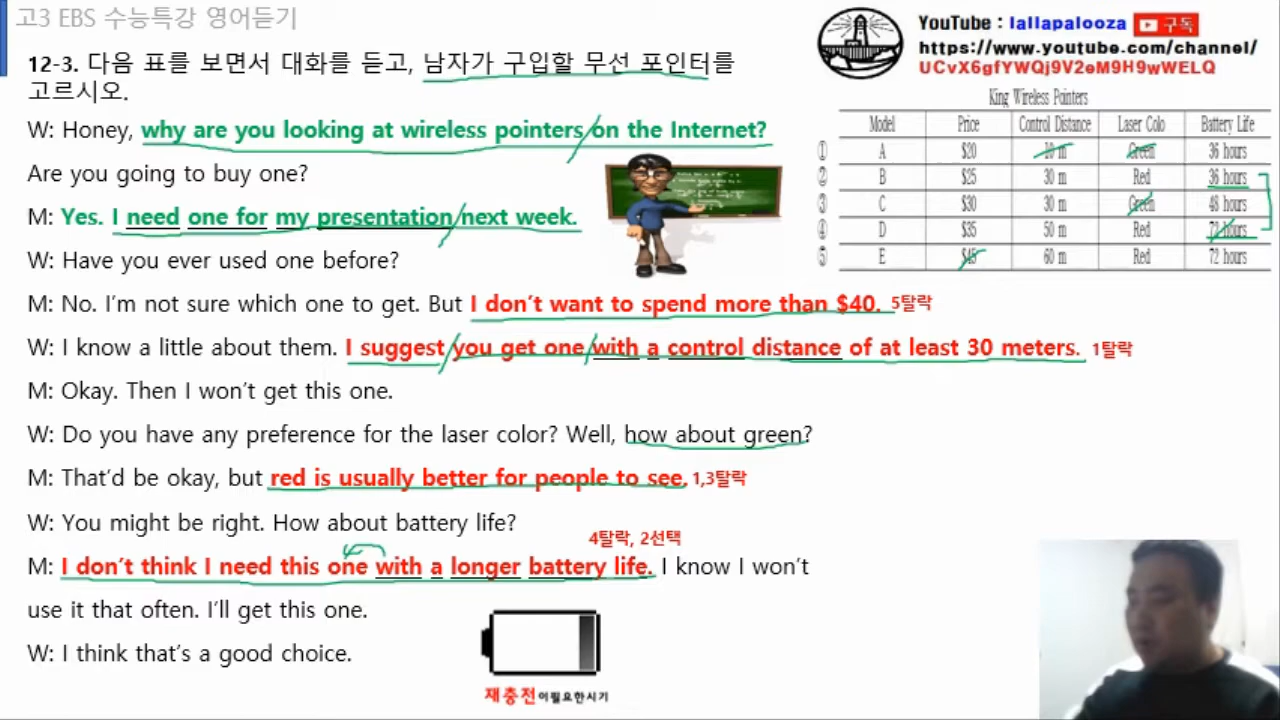 고3 EBS 수능특강 영어듣기
YouTube : lallapalooza 구독
https://www.youtube.com/channel/
UCvX6gfYWQj9V2eM9H9wWELQ
12-3. 다음 표를 보면서 대화를 듣고, 남자가 구입할 무선 포인터를
고르시오.
King Wireless Pointers
Model Price Control Distance Laser Colo Battery Life
① A $20 10 m Green 36 hours
② B $25 30 m Red 36 hours
③ C $30 30 m Green 48 hours
④ D $35 50 m Red 72 hours
⑤ E $45 60 m Red 72 hours
W: Honey, why are you looking at wireless pointers on the Internet?
Are you going to buy one?
M: Yes. I need one for my presentation next week.
W: Have you ever used one before?
M: No. I'm not sure which one to get. But I don't want to spend more than $40. 5탈락
W: I know a little about them. I suggest you get one with a control distance of at least 30 meters. 1탈락
M: Okay. Then I won't get this one.
W: Do you have any preference for the laser color? Well, how about green?
M: That'd be okay, but red is usually better for people to see. 1,3탈락
W: You might be right. How about battery life?
4탈락, 2선택
M: I don't think I need this one with a longer battery life. I know I won't
use it that often. I'll get this one.
W: I think that's a good choice.
재충전이필요한시기